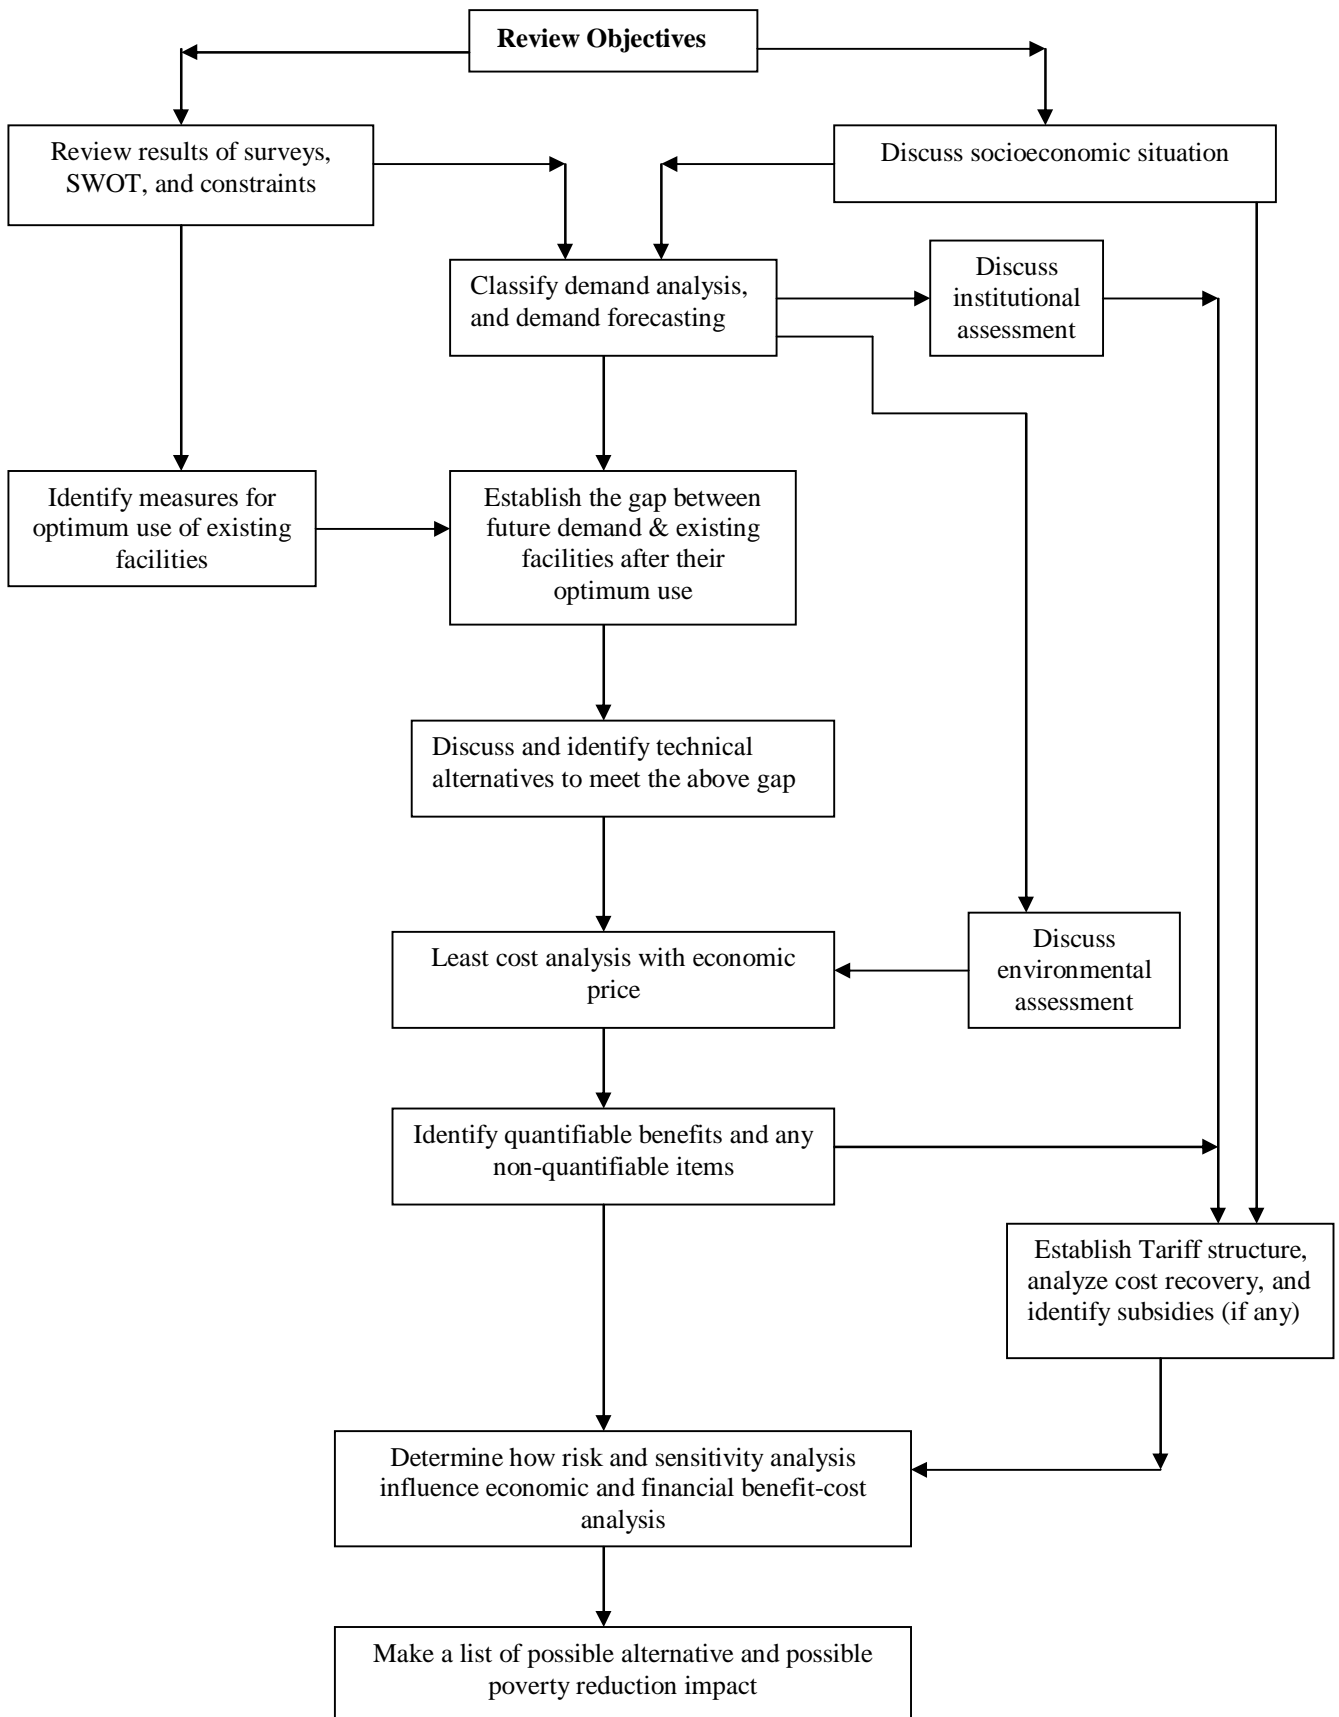 Review Objectives
Review results of surveys,
SWOT, and constraints
Discuss socioeconomic situation
Classify demand analysis,
and demand forecasting
Discuss
institutional
assessment
Identify measures for
optimum use of existing
facilities
Establish the gap between
future demand & existing
facilities after their
optimum use
Discuss and identify technical
alternatives to meet the above gap
Least cost analysis with economic
price
Discuss
environmental
assessment
Identify quantifiable benefits and any
non-quantifiable items
Establish Tariff structure,
analyze cost recovery, and
identify subsidies (if any)
Determine how risk and sensitivity analysis
influence economic and financial benefit-cost
analysis
Make a list of possible alternative and possible
poverty reduction impact